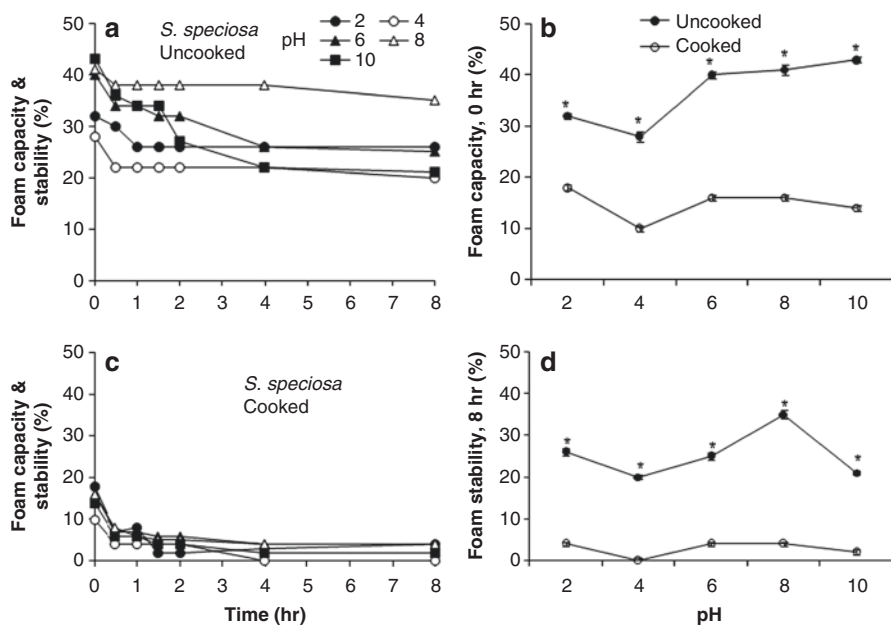 a
S. speciosa
Uncooked
pH
2
4
6
8
10
Foam capacity &
stability (%)
50
40
30
20
10
0
0 1 2 3 4 5 6 7 8
b
Uncooked
Cooked
Foam capacity, 0 hr (%)
50
40
30
20
10
0
* * * * *
2 4 6 8 10
c
S. speciosa
Cooked
Foam capacity &
stability (%)
50
40
30
20
10
0
0 1 2 3 4 5 6 7 8
Time (hr)
d
Foam stability, 8 hr (%)
50
40
30
20
10
0
* * * * *
2 4 6 8 10
pH